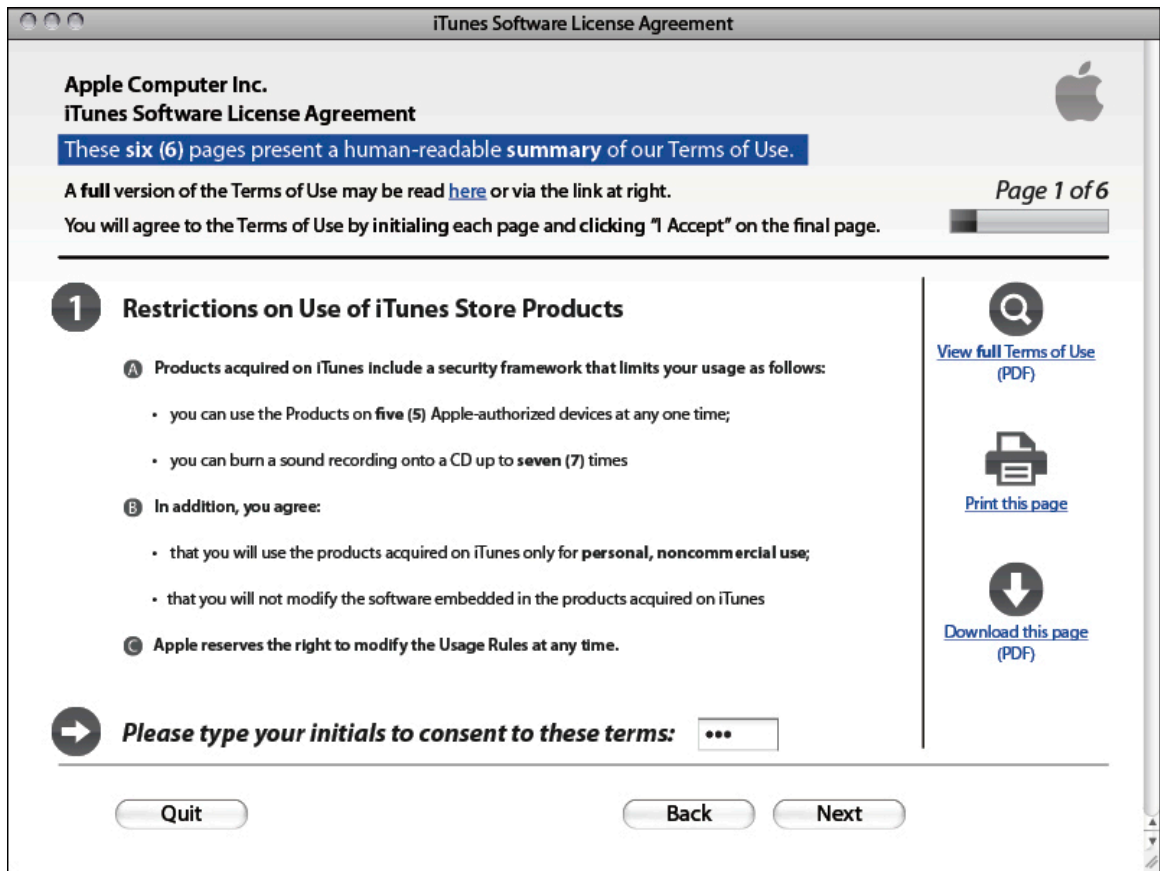 iTunes Software License Agreement
Apple Computer Inc.
iTunes Software License Agreement
These six (6) pages present a human-readable summary of our Terms of Use.
A full version of the Terms of Use may be read here or via the link at right.
You will agree to the Terms of Use by initialing each page and clicking "I Accept" on the final page.
Page 1 of 6
1 Restrictions on Use of iTunes Store Products
A Products acquired on iTunes include a security framework that limits your usage as follows:
• you can use the Products on five (5) Apple-authorized devices at any one time;
• you can burn a sound recording onto a CD up to seven (7) times
B In addition, you agree:
• that you will use the products acquired on iTunes only for personal, noncommercial use;
• that you will not modify the software embedded in the products acquired on iTunes
C Apple reserves the right to modify the Usage Rules at any time.
Please type your initials to consent to these terms: •••
View full Terms of Use
(PDF)
Print this page
Download this page
(PDF)
Quit
Back
Next